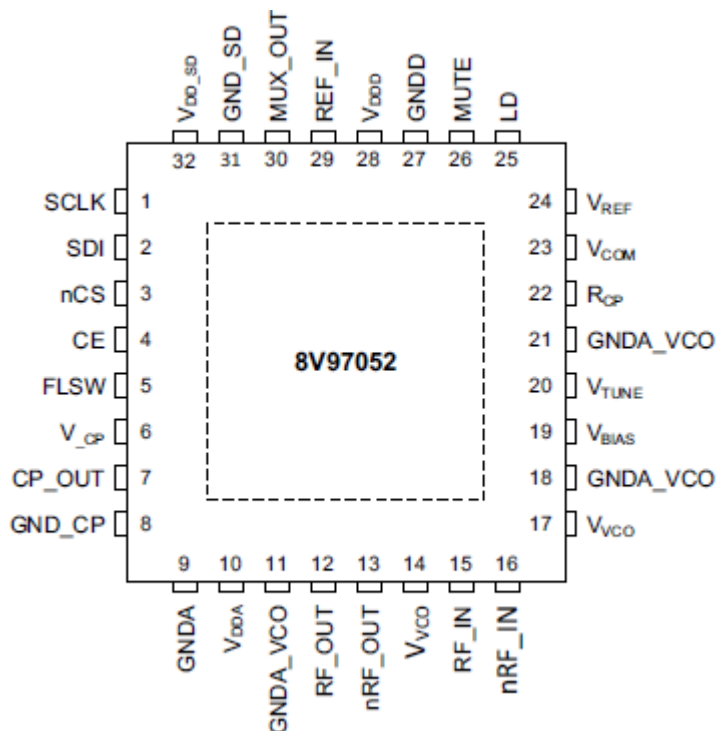 V_DD_SD
GND_SD
MUX_OUT
REF_IN
V_DDD
GNDD
MUTE
LD
32 31 30 29 28 27 26 25
SCLK 1
SDI 2
nCS 3
CE 4
FLSW 5
V_CP 6
CP_OUT 7
GND_CP 8
8V97052
24 V_REF
23 V_COM
22 R_CP
21 GNDA_VCO
20 V_TUNE
19 V_BIAS
18 GNDA_VCO
17 V_VCO
9 10 11 12 13 14 15 16
GNDA
V_DDA
GNDA_VCO
RF_OUT
nRF_OUT
V_VCO
RF_IN
nRF_IN